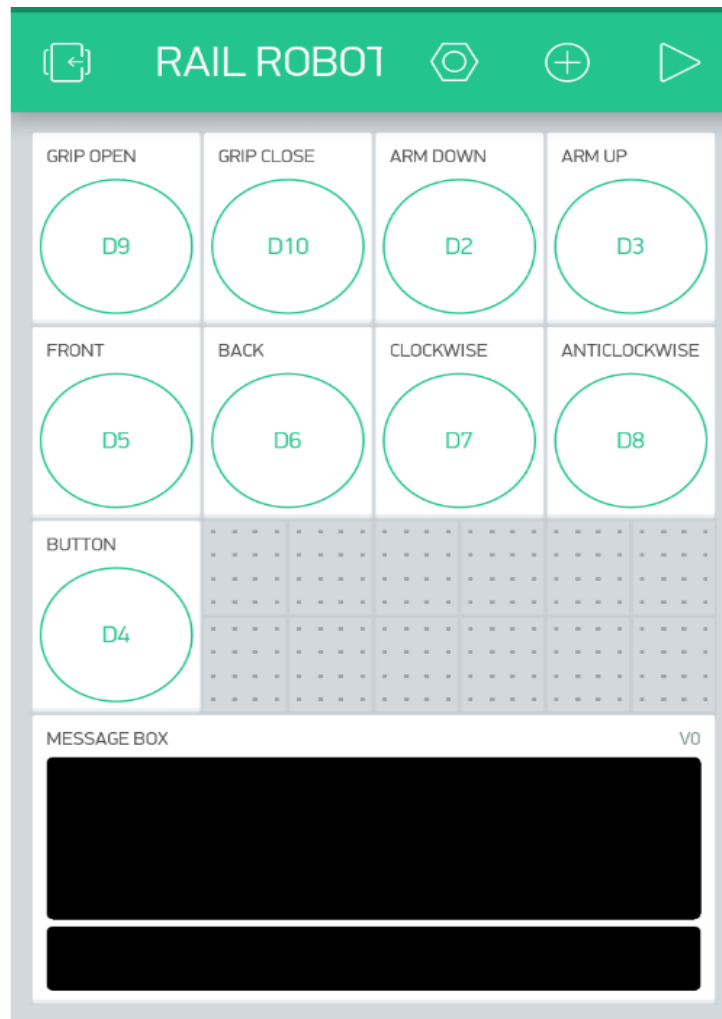 RAIL ROBOT
GRIP OPEN GRIP CLOSE ARM DOWN ARM UP
D9 D10 D2 D3
FRONT BACK CLOCKWISE ANTICLOCKWISE
D5 D6 D7 D8
BUTTON
D4
MESSAGE BOX V0